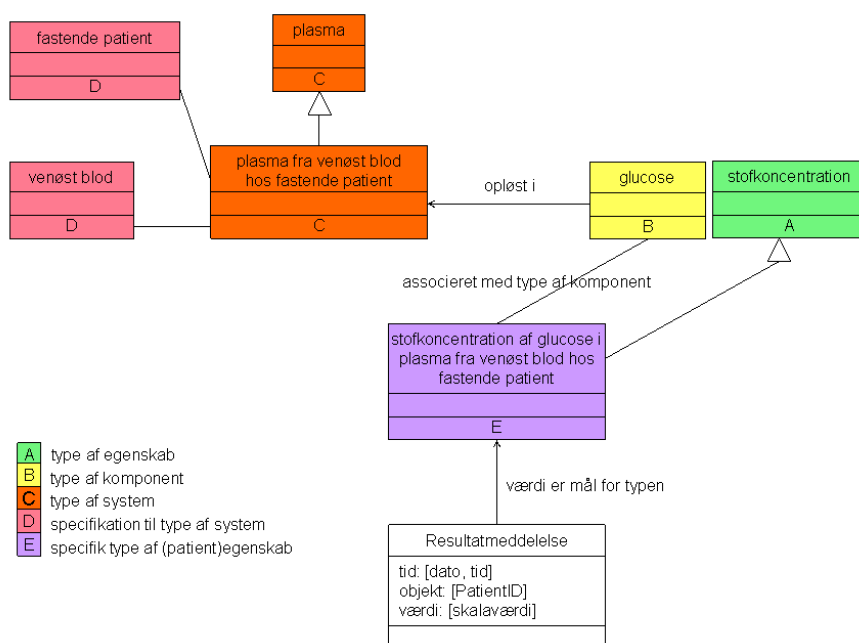 fastende patient
D
plasma
C
venøst blod
D
plasma fra venøst blod
hos fastende patient
C
opløst i
glucose
B
stofkoncentration
A
associeret med type af komponent
stofkoncentration af glucose i
plasma fra venøst blod hos
fastende patient
E
værdi er mål for typen
A type af egenskab
B type af komponent
C type af system
D specifikation til type af system
E specifik type af (patient)egenskab
Resultatmeddelelse
tid: [dato, tid]
objekt: [PatientID]
værdi: [skalaværdi]